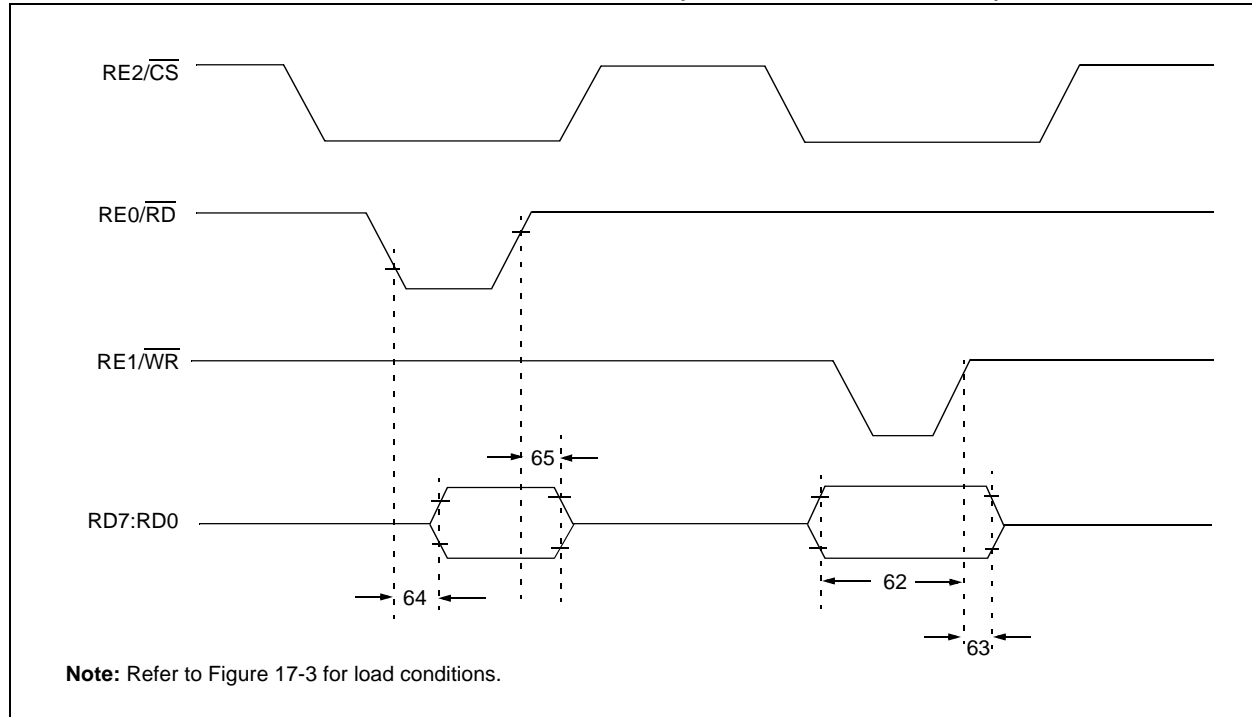 RE2/CS
RE0/RD
RE1/WR
65
RD7:RD0
64
62
63
Note: Refer to Figure 17-3 for load conditions.